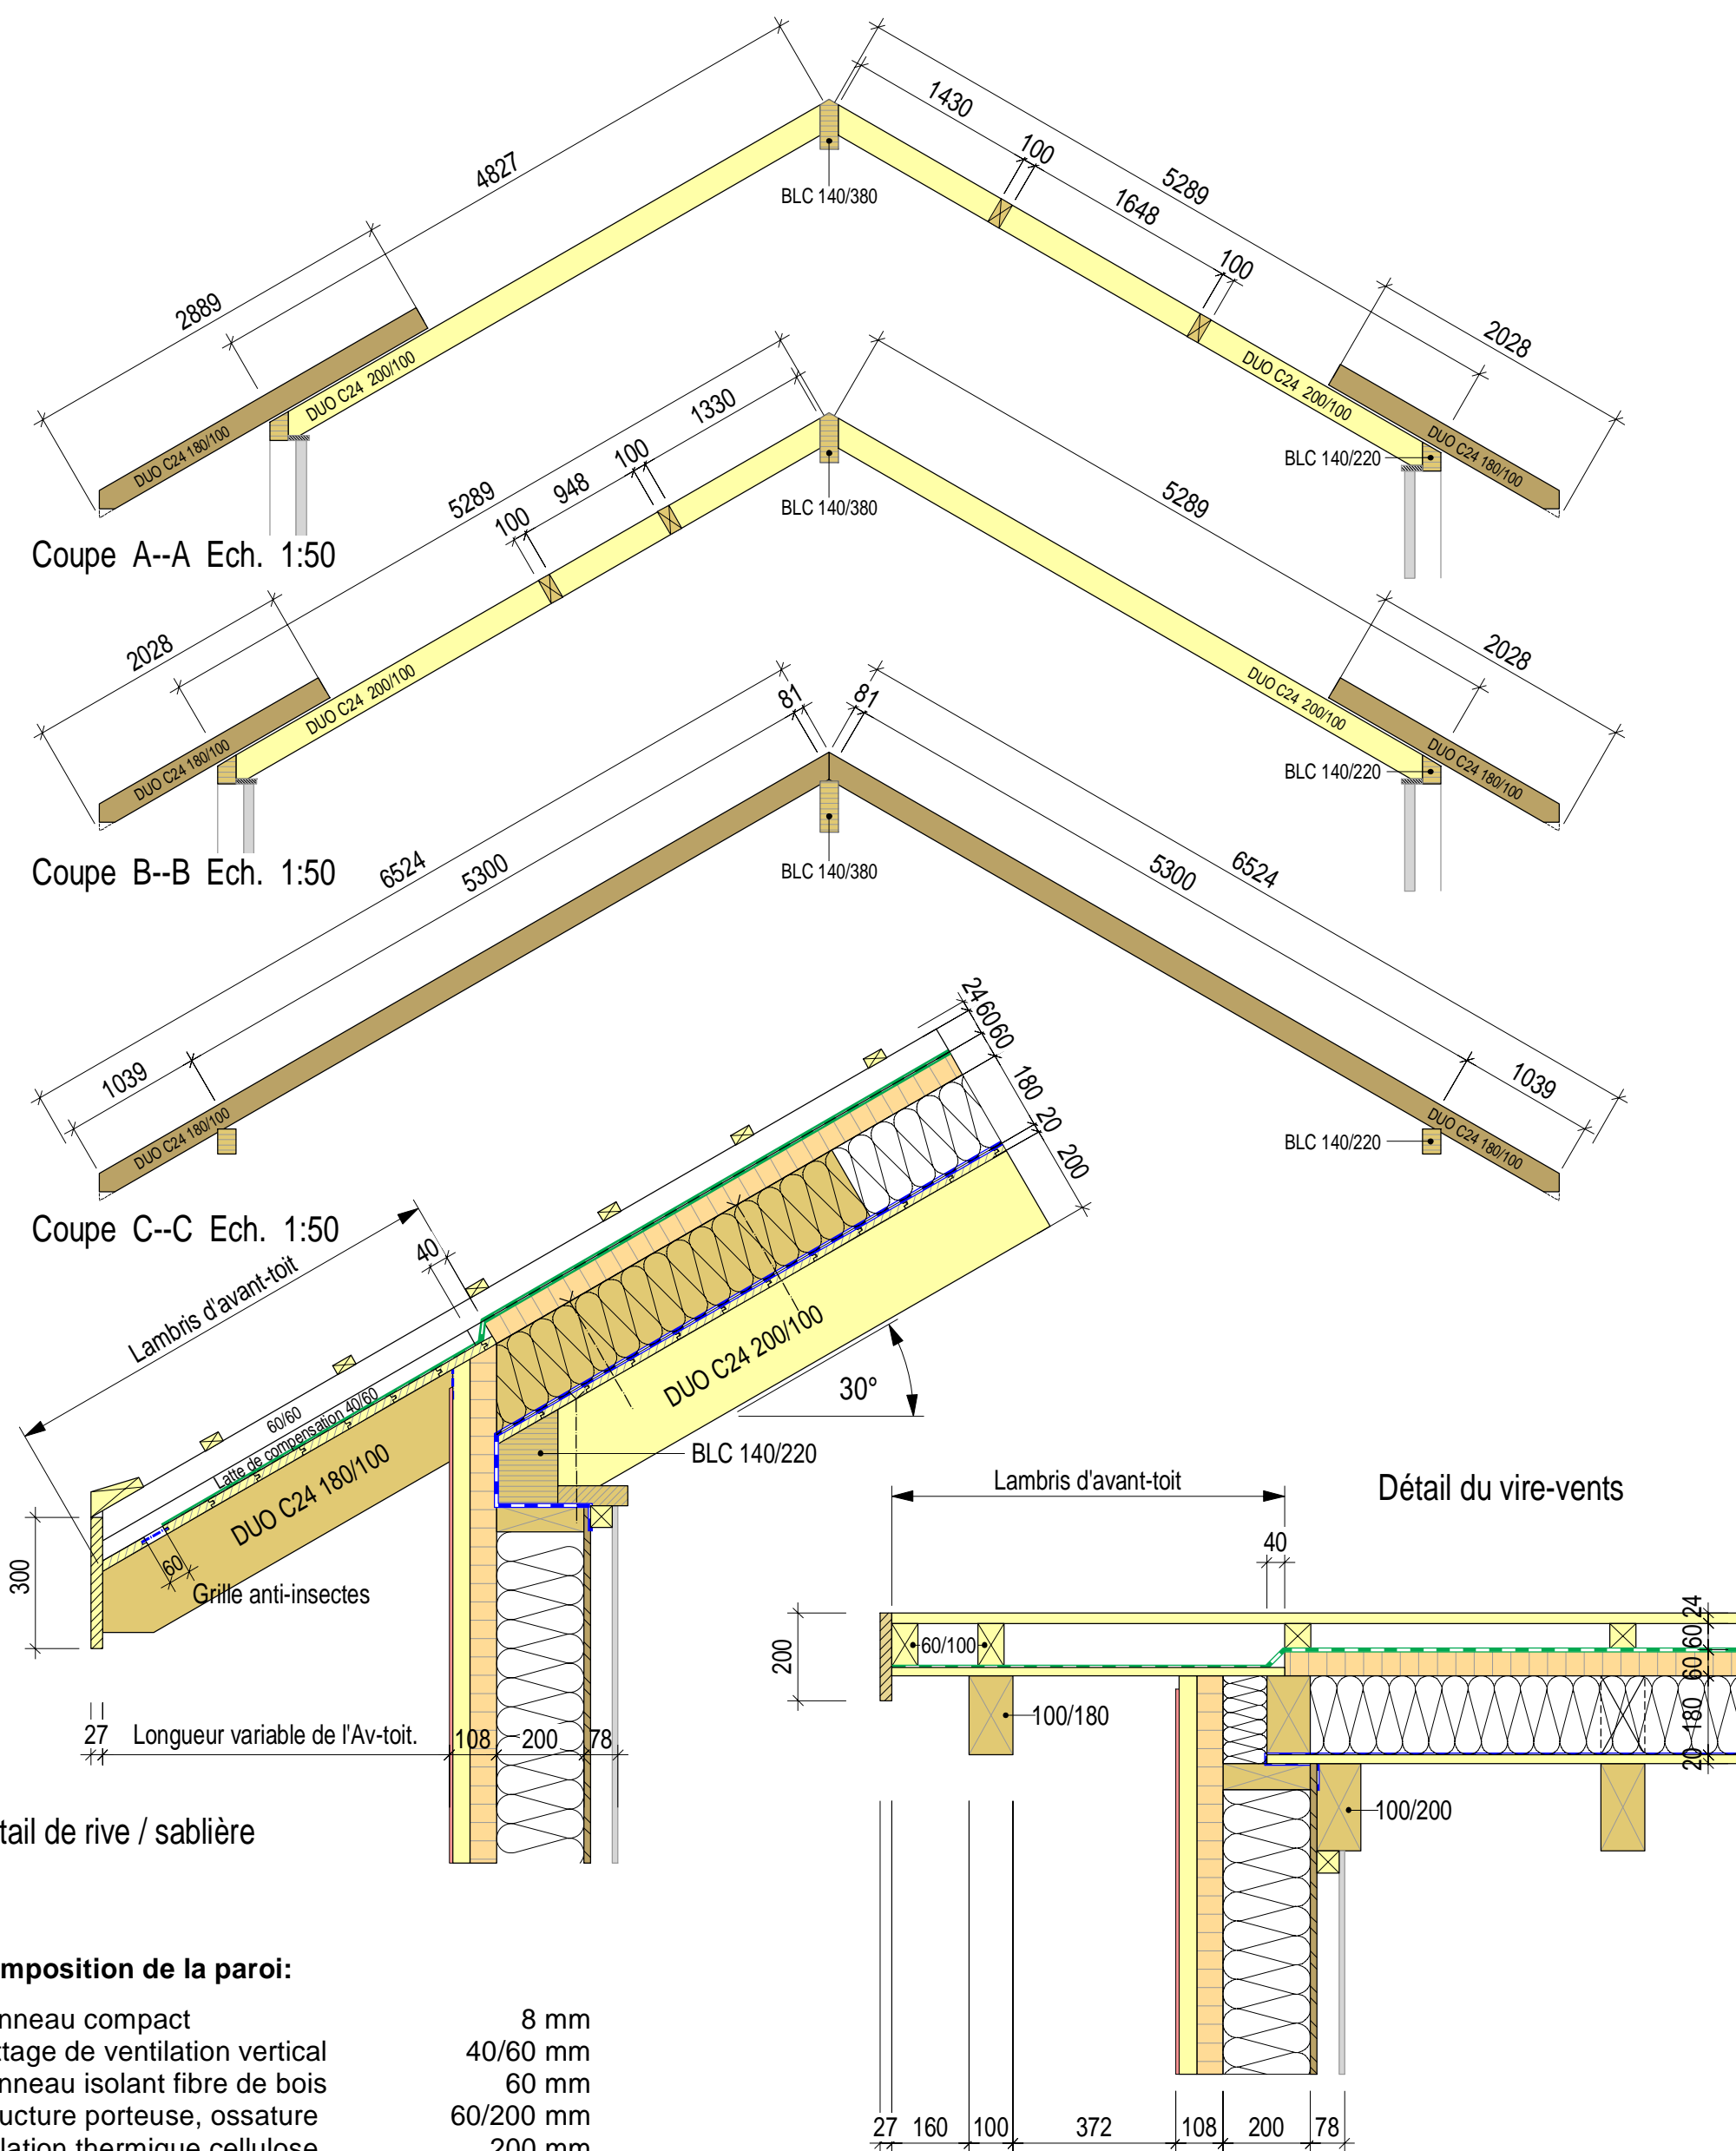 4827
1430
100
5289
1648
100
2889
2028
BLC 140/380
DUO C24 200/100
DUO C24 180/100
DUO C24 200/100
DUO C24 180/100
BLC 140/220
Coupe A--A Ech. 1:50
1330
100
948
5289
100
5289
2028
2028
BLC 140/380
DUO C24 200/100
DUO C24 180/100
DUO C24 200/100
DUO C24 180/100
BLC 140/220
Coupe B--B Ech. 1:50
81
81
6524
5300
5300
6524
1039
1039
BLC 140/380
DUO C24 180/100
DUO C24 180/100
BLC 140/220
Coupe C--C Ech. 1:50
24
60
60
180
20
200
40
Lambris d'avant-toit
60/60
Latte de compensation 40/60
DUO C24 180/100
DUO C24 200/100
30°
BLC 140/220
300
60
Grille anti-insectes
27
Longueur variable de l'Av-toit.
108
200
78
tail de rive / sablière
Lambris d'avant-toit
Détail du vire-vents
40
200
60/100
24
60
60
180
20
100/180
100/200
27
160
100
372
108
200
78
mposition de la paroi:
nneau compact 8 mm
ttage de ventilation vertical 40/60 mm
nneau isolant fibre de bois 60 mm
ucture porteuse, ossature 60/200 mm
lation thermique cellulose 200 mm